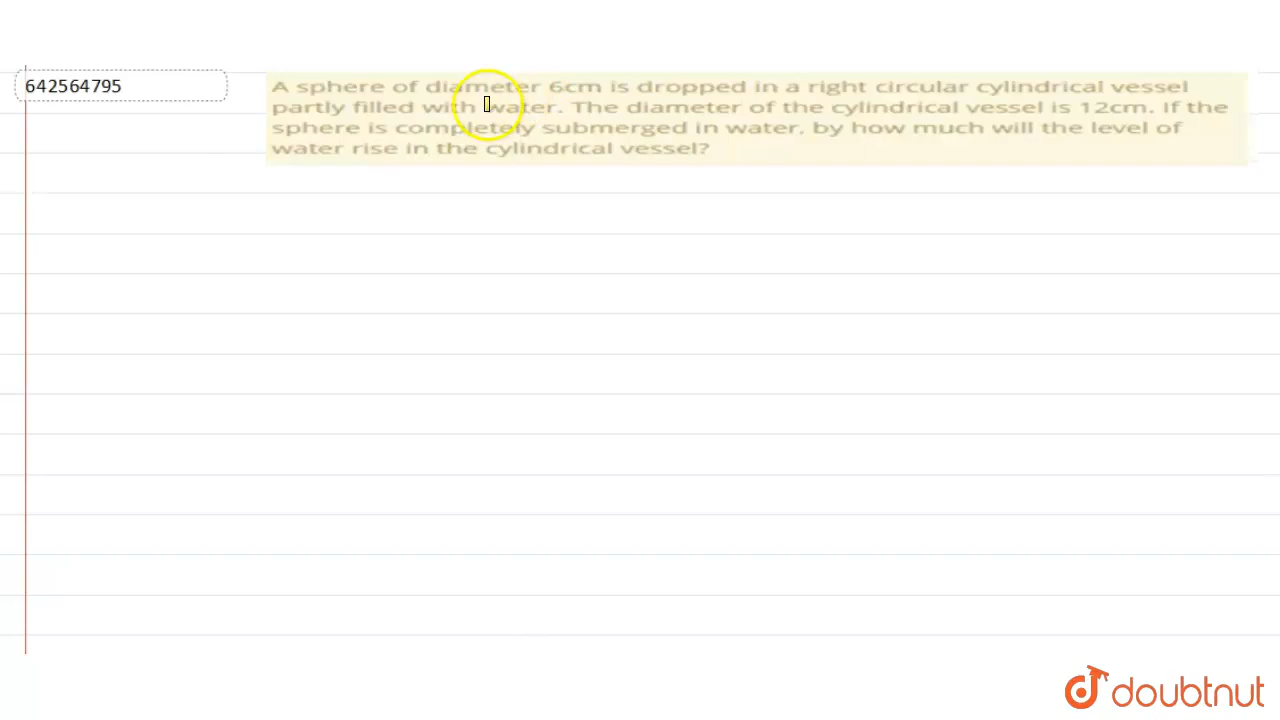 642564795
A sphere of diameter 6cm is dropped in a right circular cylindrical vessel
partly filled with water. The diameter of the cylindrical vessel is 12cm. If the
sphere is completely submerged in water, by how much will the level of
water rise in the cylindrical vessel?
doubtnut